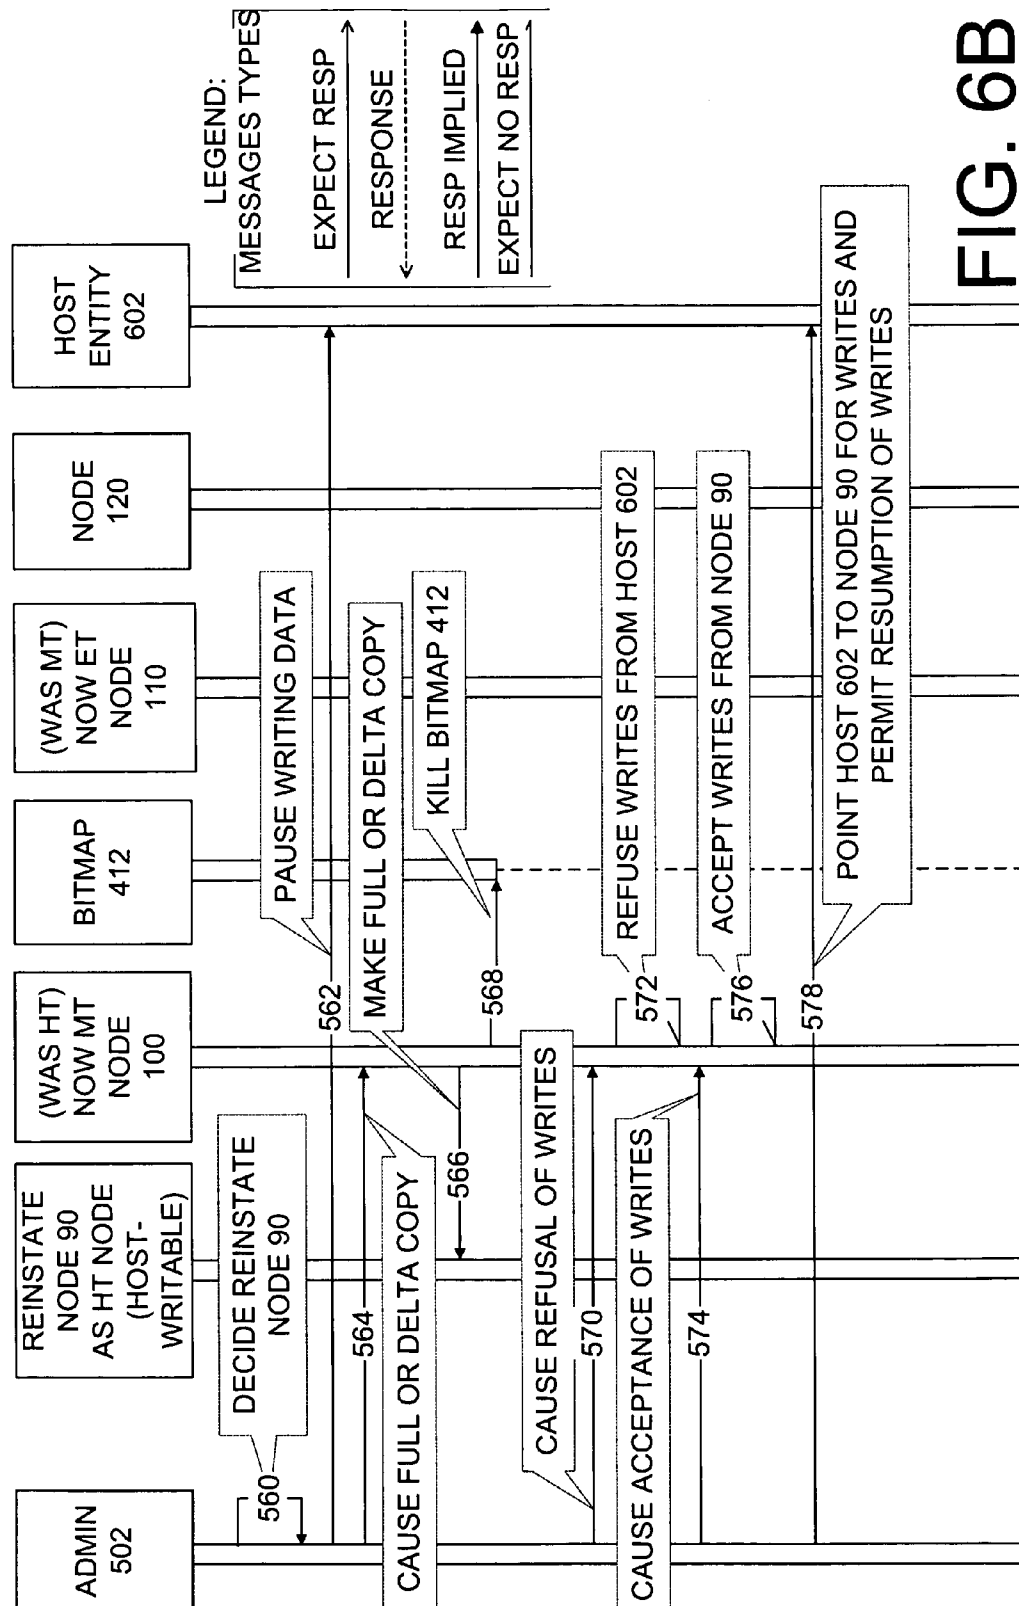 ADMIN
502
REINSTATE
NODE 90
AS HT NODE
(HOST-
WRITABLE)
(WAS HT)
NOW MT
NODE
100
BITMAP
412
(WAS MT)
NOW ET
NODE
110
NODE
120
HOST
ENTITY
602
LEGEND:
MESSAGES TYPES
EXPECT RESP
RESPONSE
RESP IMPLIED
EXPECT NO RESP
560
DECIDE REINSTATE
NODE 90
562
PAUSE WRITING DATA
564
CAUSE FULL OR DELTA COPY
566
MAKE FULL OR DELTA COPY
568
KILL BITMAP 412
570
CAUSE REFUSAL OF WRITES
572
REFUSE WRITES FROM HOST 602
574
CAUSE ACCEPTANCE OF WRITES
576
ACCEPT WRITES FROM NODE 90
578
POINT HOST 602 TO NODE 90 FOR WRITES AND
PERMIT RESUMPTION OF WRITES
FIG. 6B